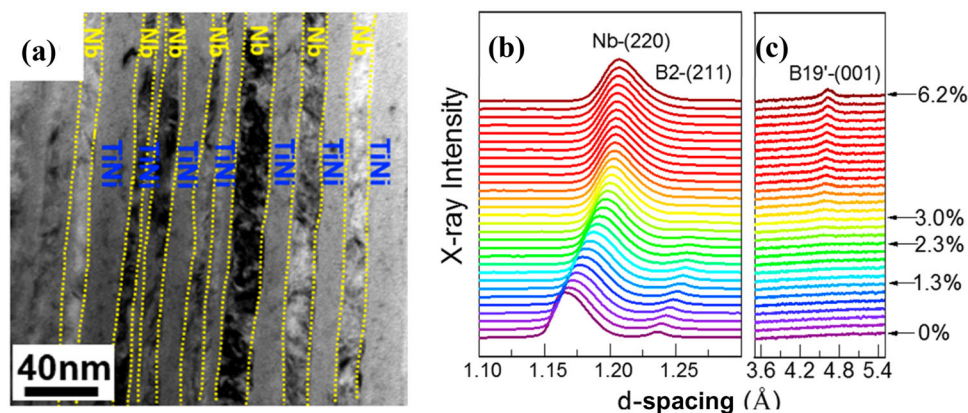 (a)
Nb Nb Nb Nb Nb Nb Nb
TiNi TiNi TiNi TiNi TiNi TiNi
40nm
(b)
Nb-(220)
B2-(211)
X-ray Intensity
1.10 1.15 1.20 1.25
(c)
B19'-(001)
6.2%
3.0%
2.3%
1.3%
0%
3.6 4.2 4.8 5.4
d-spacing (Å)